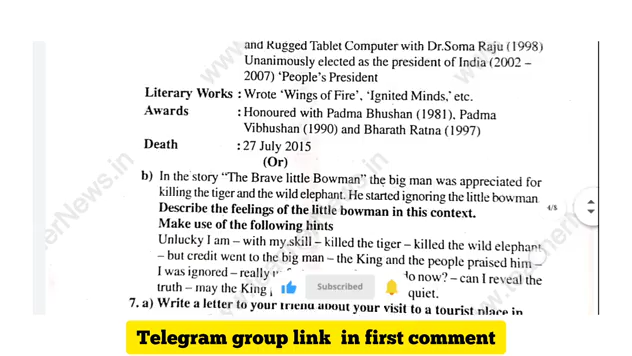 and Rugged Tablet Computer with Dr.Soma Raju (1998)
Unanimously elected as the president of India (2002 –
2007) 'People's President
Literary Works : Wrote 'Wings of Fire', 'Ignited Minds,' etc.
Awards : Honoured with Padma Bhushan (1981), Padma
Vibhushan (1990) and Bharath Ratna (1997)
Death : 27 July 2015
(Or)
b) In the story "The Brave little Bowman" the big man was appreciated for
killing the tiger and the wild elephant. He started ignoring the little bowman
Describe the feelings of the little bowman in this context.
4/8
Make use of the following hints
Unlucky I am – with my skill – killed the tiger – killed the wild elephant
– but credit went to the big man – the King and the people praised him –
I was ignored – really do now? – can I reveal the
truth – may the King quiet.
Subscribed
7. a) Write a letter to your friend about your visit to a tourist place in
Telegram group link in first comment